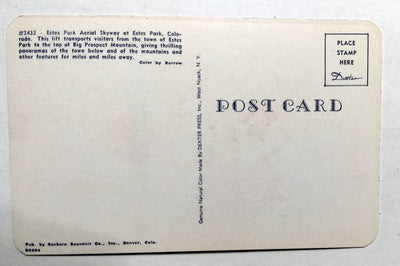 #3432 - Estes Park Aerial Skyway at Estes Park, Colo-
rado. This lift transports visitors from the town of Estes
Park to the top of Big Prospect Mountain, giving thrilling
panoramas of the town below and of the mountains and
other features for miles and miles away.
Color by Burrow
PLACE
STAMP
HERE
Dexter
POST CARD
Genuine Natural Color Made By DEXTER PRESS, Inc., West Nyack, N. Y.
Pub. by Sanborn Souvenir Co., Inc., Denver, Colo.